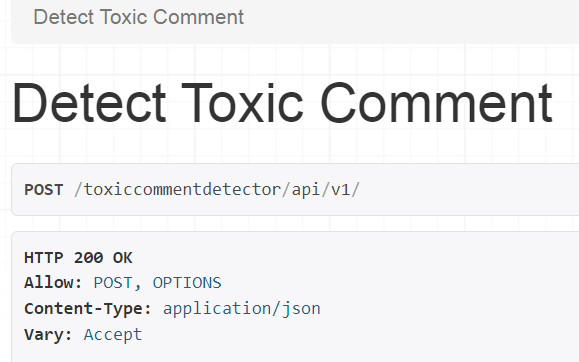 Detect Toxic Comment
Detect Toxic Comment
POST /toxiccommentdetector/api/v1/
HTTP 200 OK
Allow: POST, OPTIONS
Content-Type: application/json
Vary: Accept